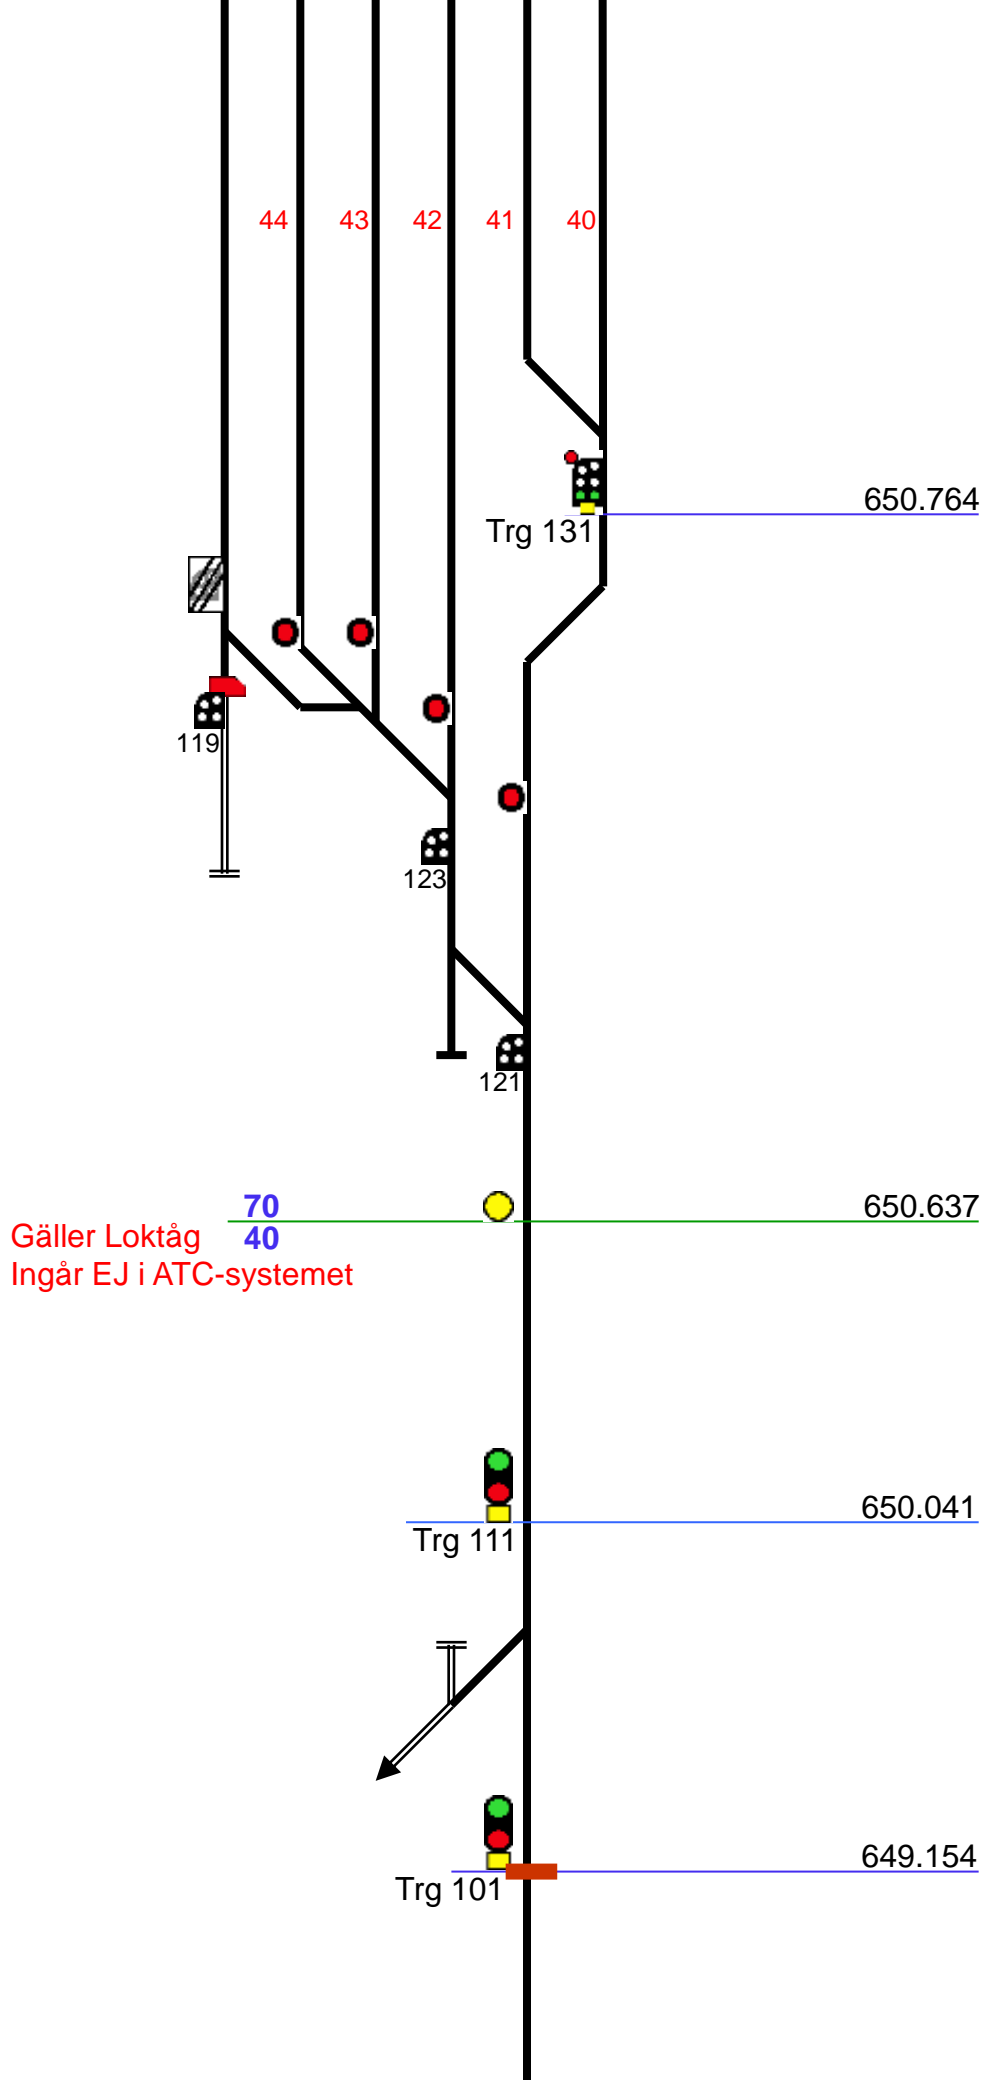 44 43 42 41 40
650.764
Trg 131
119
123
121
70
650.637
Gäller Loktåg 40
Ingår EJ i ATC-systemet
650.041
Trg 111
649.154
Trg 101